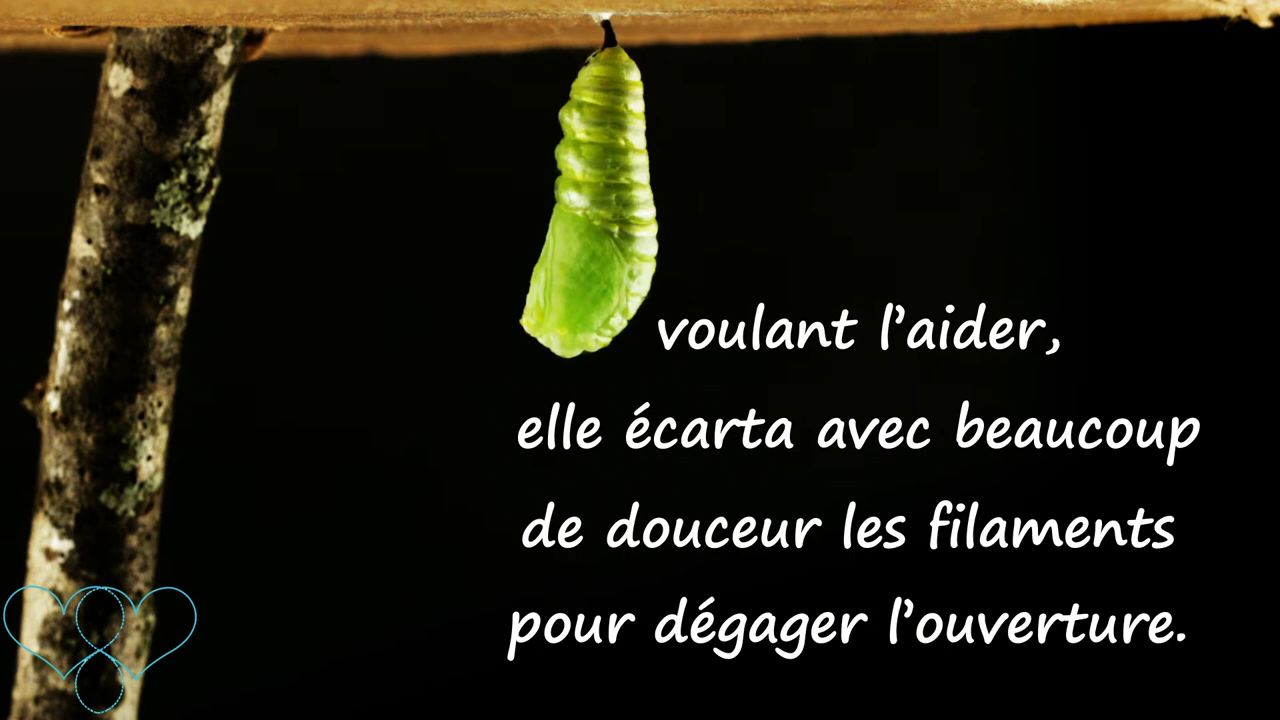 voulant l’aider,
elle écarta avec beaucoup
de douceur les filaments
pour dégager l’ouverture.